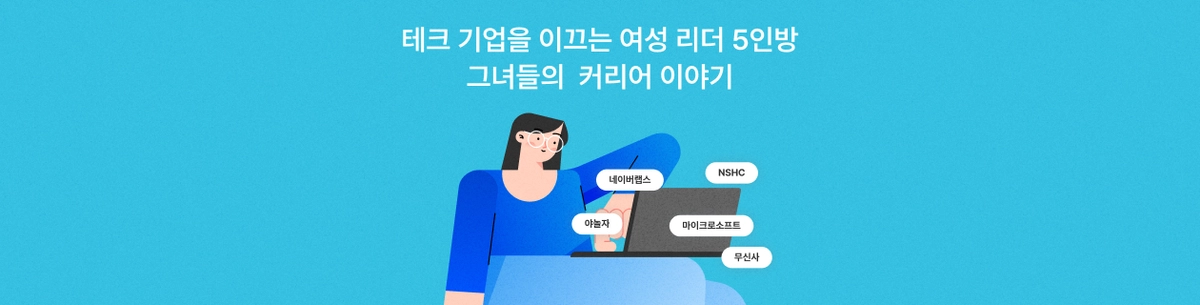 테크 기업을 이끄는 여성 리더 5인방
그녀들의 커리어 이야기
네이버랩스
NSHC
야놀자
마이크로소프트
무신사